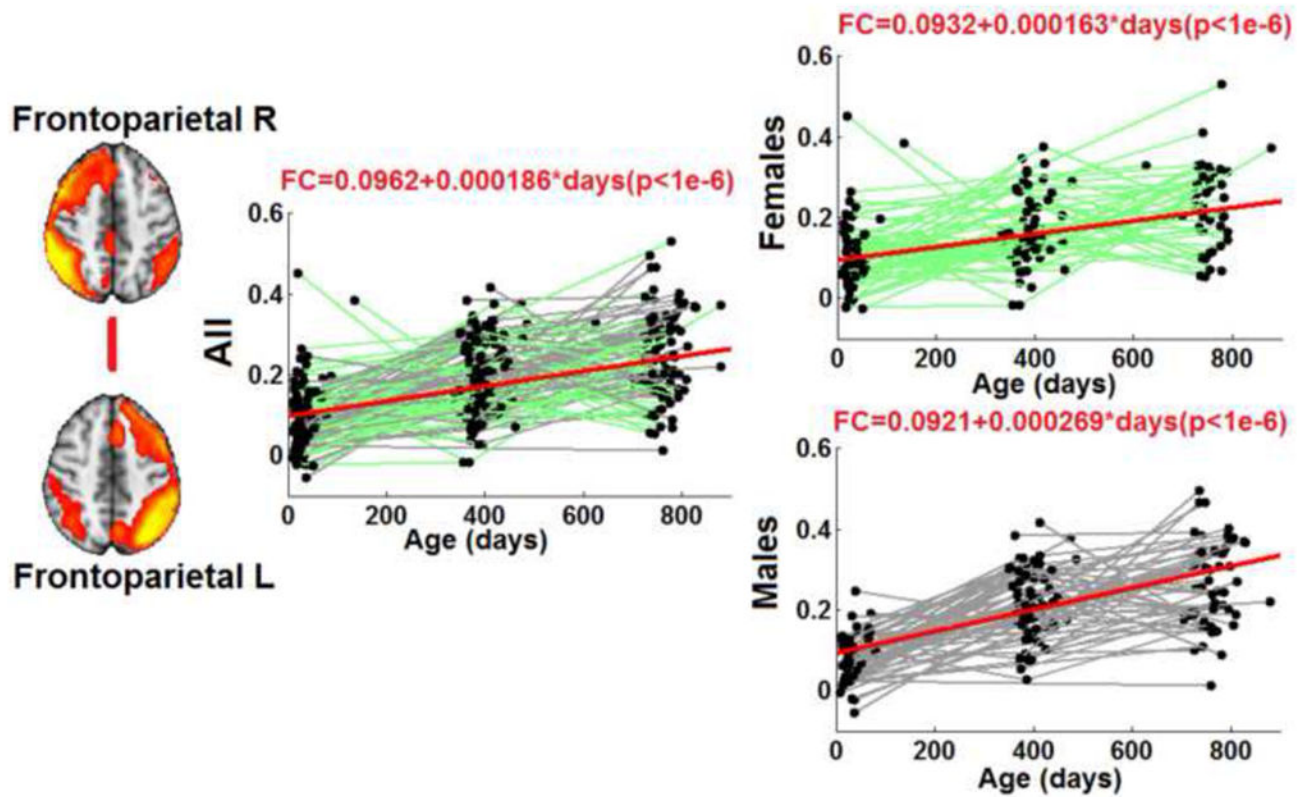 Frontoparietal R
Frontoparietal L
FC=0.0962+0.000186*days(p<1e-6)
All
0.6
0.4
0.2
0
0 200 400 600 800
Age (days)
FC=0.0932+0.000163*days(p<1e-6)
Females
0.6
0.4
0.2
0
0 200 400 600 800
Age (days)
FC=0.0921+0.000269*days(p<1e-6)
Males
0.6
0.4
0.2
0
0 200 400 600 800
Age (days)